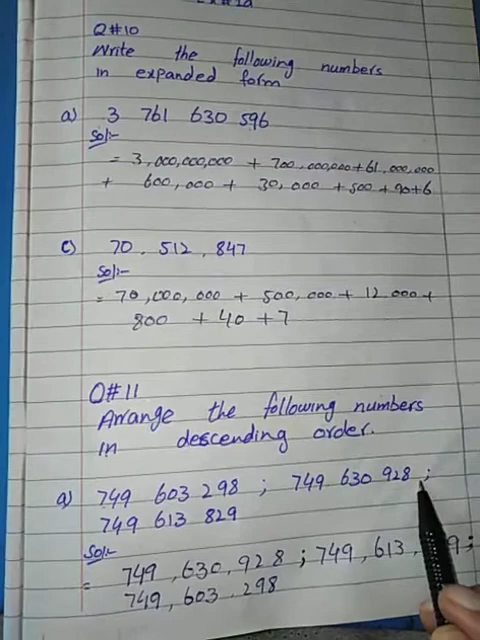 Q#10
Write the following numbers
in expanded form
a) 3 761 630 596
Sol:-
= 3,000,000,000 + 700,000,000 + 61,000,000
+ 600,000 + 30,000 + 500 + 90 + 6
c) 70, 512, 847
Sol:-
= 70,000,000 + 500,000 + 12 000 +
800 + 40 + 7
Q#11
Arrange the following numbers
in descending order.
a) 749 603 298 ; 749 630 928 ;
749 613 829
Sol:-
= 749,630,928 ; 749,613, 9 ;
749,603,298